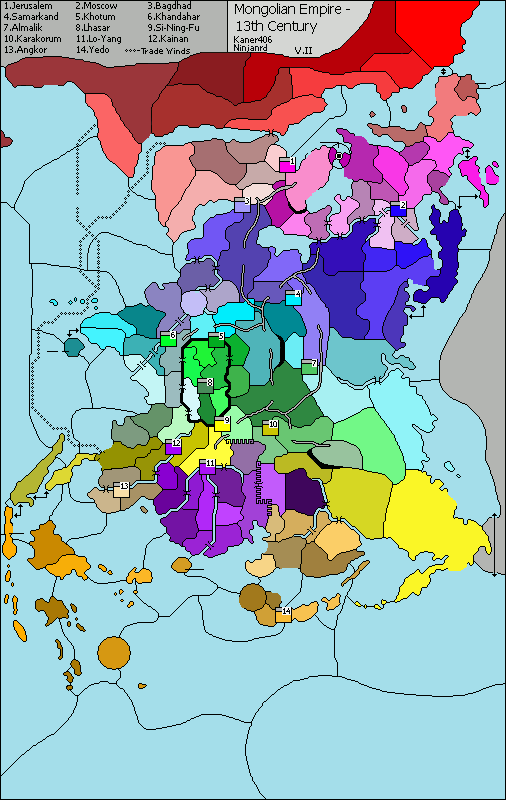 1.Jerusalem 2.Moscow 3.Bagdhad
4.Samarkand 5.Khotum 6.Khandahar
7.Almalik 8.Lhasar 9.Si-Ning-Fu
10.Karakorum 11.Lo-Yang 12.Kainan
13.Angkor 14.Yedo Trade Winds
Mongolian Empire -
13th Century
Kaner406
Ninjanrd V.II
1
2
3
4
5
6
7
8
9
10
11
12
13
14